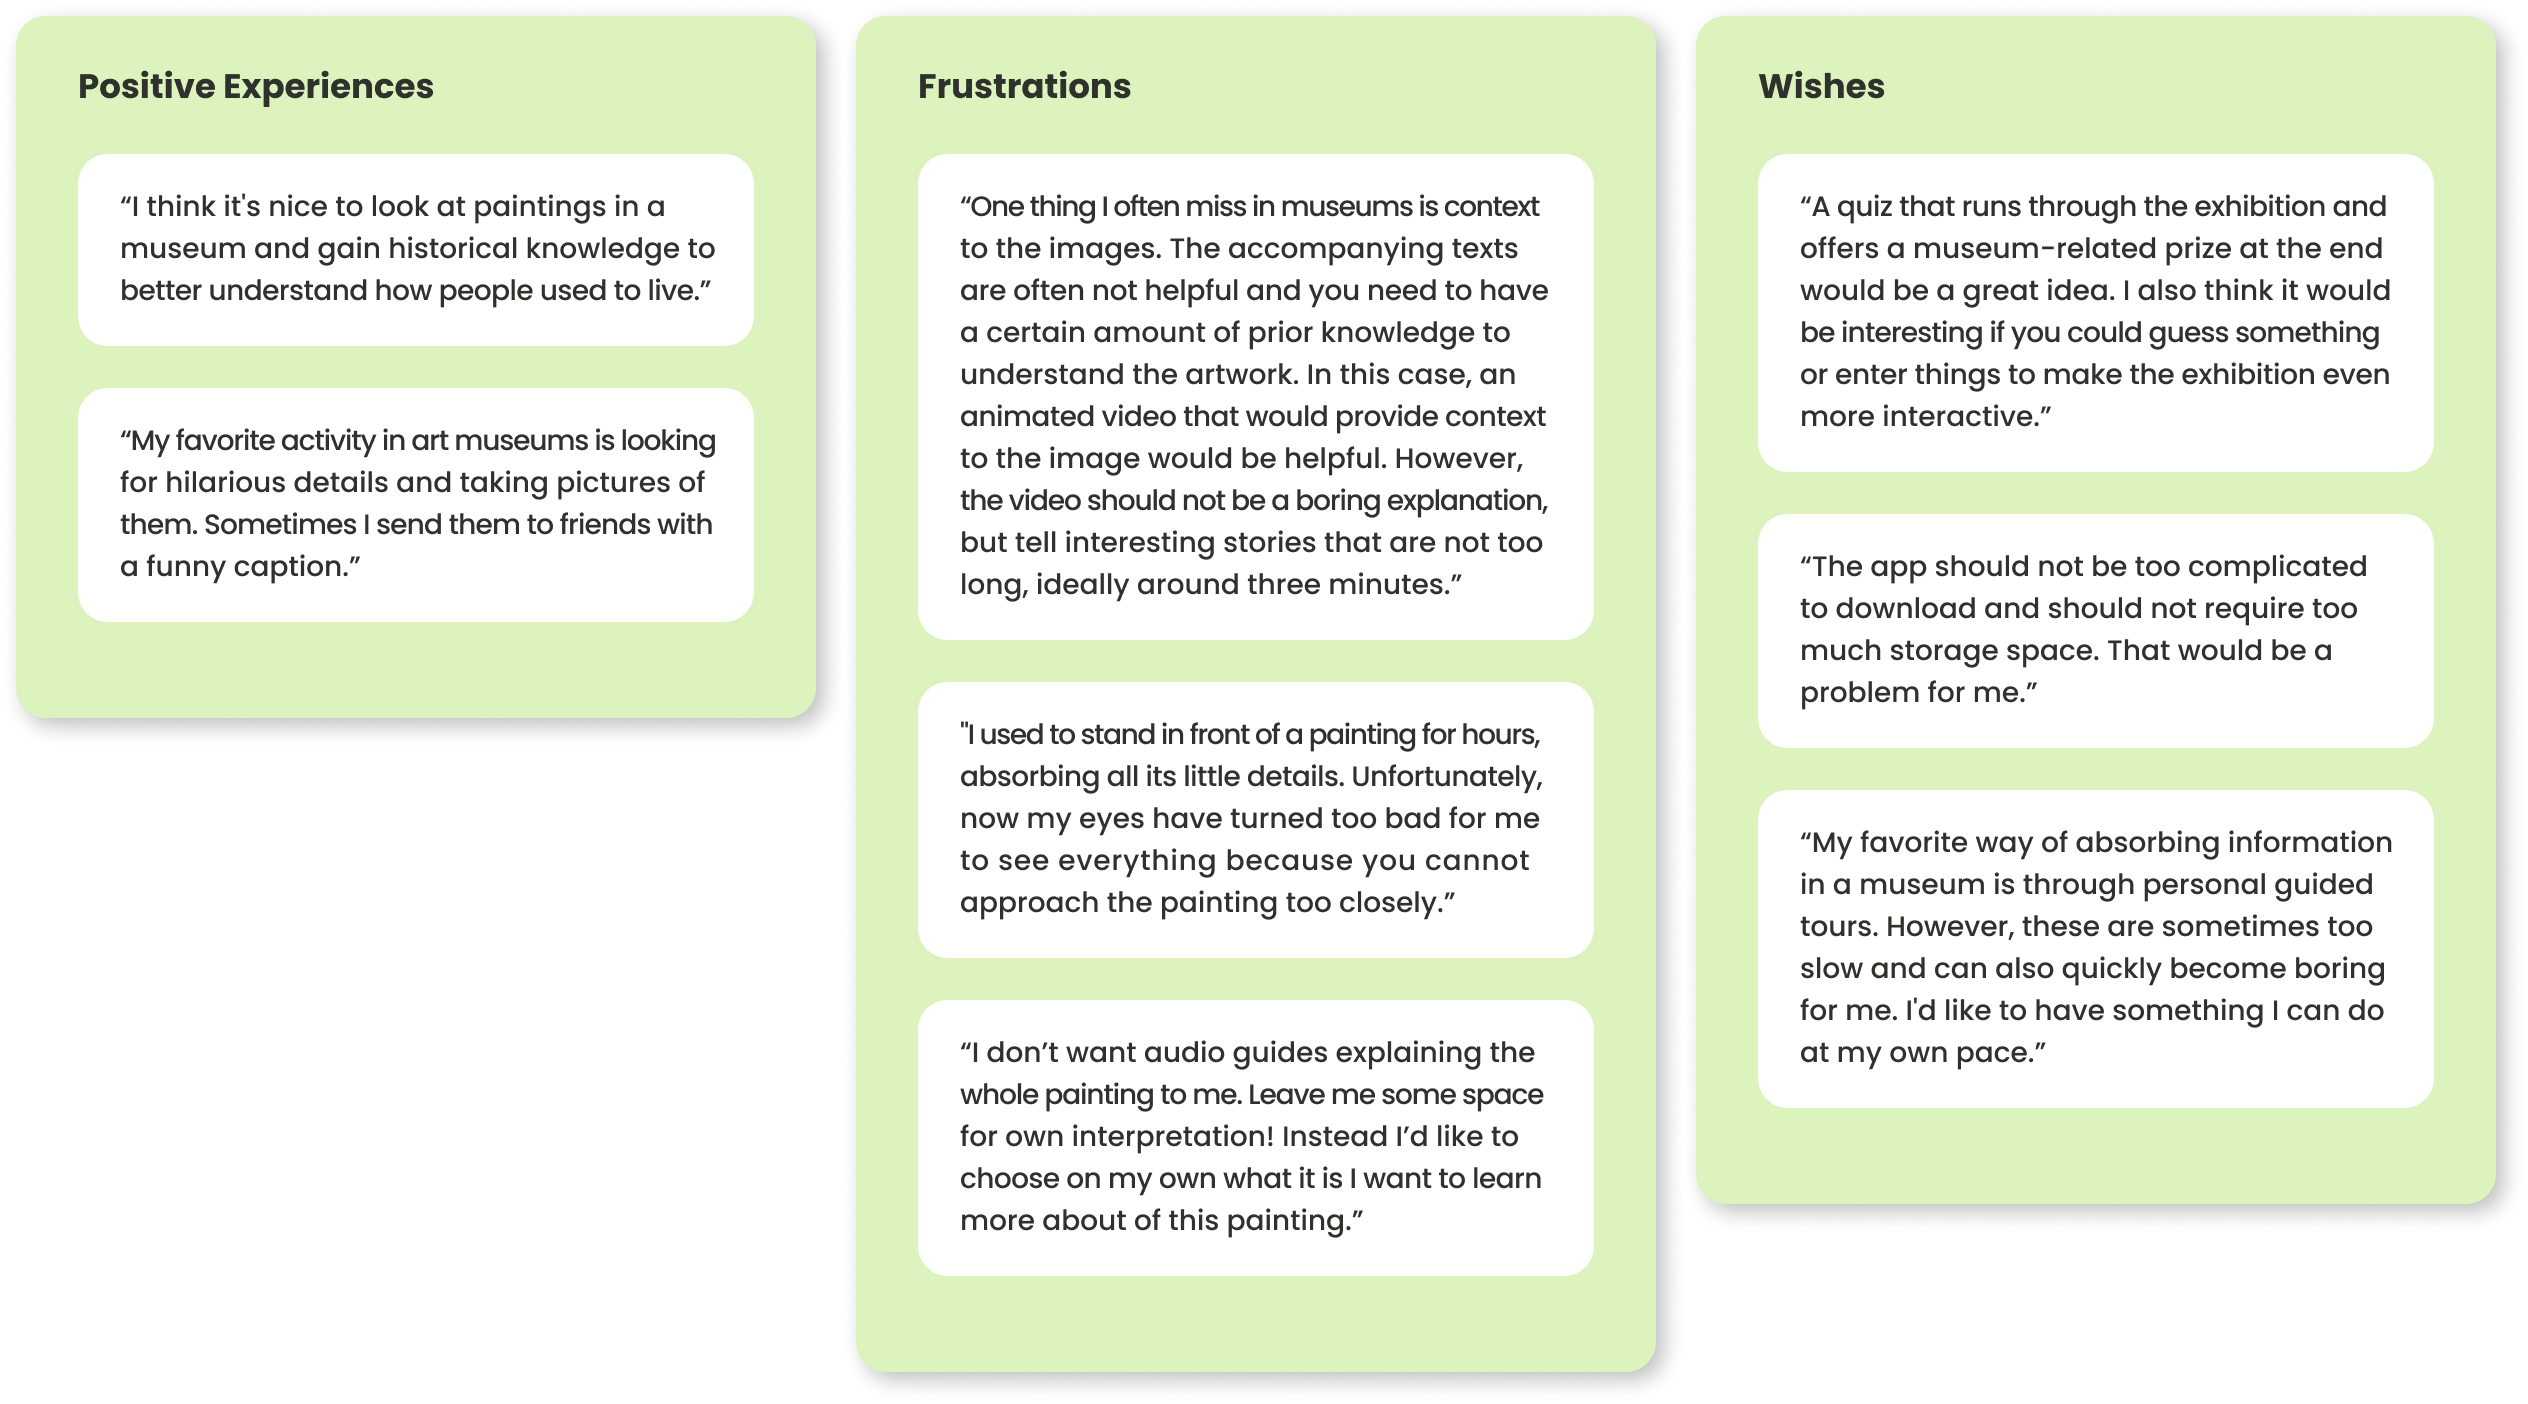 Positive Experiences
“I think it's nice to look at paintings in a
museum and gain historical knowledge to
better understand how people used to live.”
“My favorite activity in art museums is looking
for hilarious details and taking pictures of
them. Sometimes I send them to friends with
a funny caption.”
Frustrations
“One thing I often miss in museums is context
to the images. The accompanying texts
are often not helpful and you need to have
a certain amount of prior knowledge to
understand the artwork. In this case, an
animated video that would provide context
to the image would be helpful. However,
the video should not be a boring explanation,
but tell interesting stories that are not too
long, ideally around three minutes.”
"I used to stand in front of a painting for hours,
absorbing all its little details. Unfortunately,
now my eyes have turned too bad for me
to see everything because you cannot
approach the painting too closely.”
“I don’t want audio guides explaining the
whole painting to me. Leave me some space
for own interpretation! Instead I’d like to
choose on my own what it is I want to learn
more about of this painting.”
Wishes
“A quiz that runs through the exhibition and
offers a museum-related prize at the end
would be a great idea. I also think it would
be interesting if you could guess something
or enter things to make the exhibition even
more interactive.”
“The app should not be too complicated
to download and should not require too
much storage space. That would be a
problem for me.”
“My favorite way of absorbing information
in a museum is through personal guided
tours. However, these are sometimes too
slow and can also quickly become boring
for me. I'd like to have something I can do
at my own pace.”